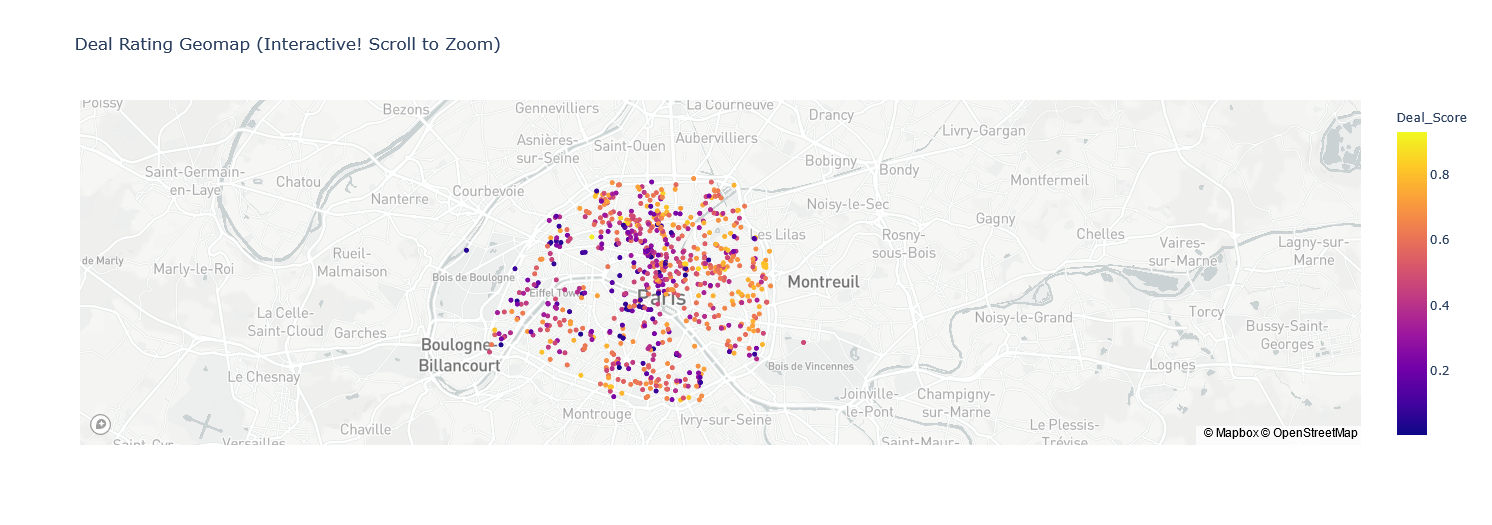 Deal Rating Geomap (Interactive! Scroll to Zoom)
Poissy
Bezons
Gennevilliers
La Courneuve
Drancy
Deal_Score
Asnières-
sur-Seine
Saint-Ouen
Aubervilliers
Livry-Gargan
Saint-Germain-
en-Laye
Chatou
Nanterre
Courbevoie
Bobigny
Bondy
Montfermeil
0.8
Noisy-le-Sec
Gagny
Les Lilas
Rosny-
sous-Bois
Chelles
Vaires-
sur-Marne
Lagny-sur-
Marne
0.6
de Marly
Marly-le-Roi
Rueil-
Malmaison
Bois de Boulogne
Eiffel Tow
Paris
Montreuil
0.4
La Celle-
Saint-Cloud
Garches
Noisy-le-Grand
Torcy
Bussy-Saint-
Georges
Boulogne-
Billancourt
Bois de Vincennes
Lognes
0.2
Le Chesnay
Joinville-
le-Pont
Champigny-
sur-Marne
Montrouge
Ivry-sur-Seine
Chaville
Le Plessis-
Trévise
Saint-Cyr
Versailles
Saint-Maur-
© Mapbox © OpenStreetMap